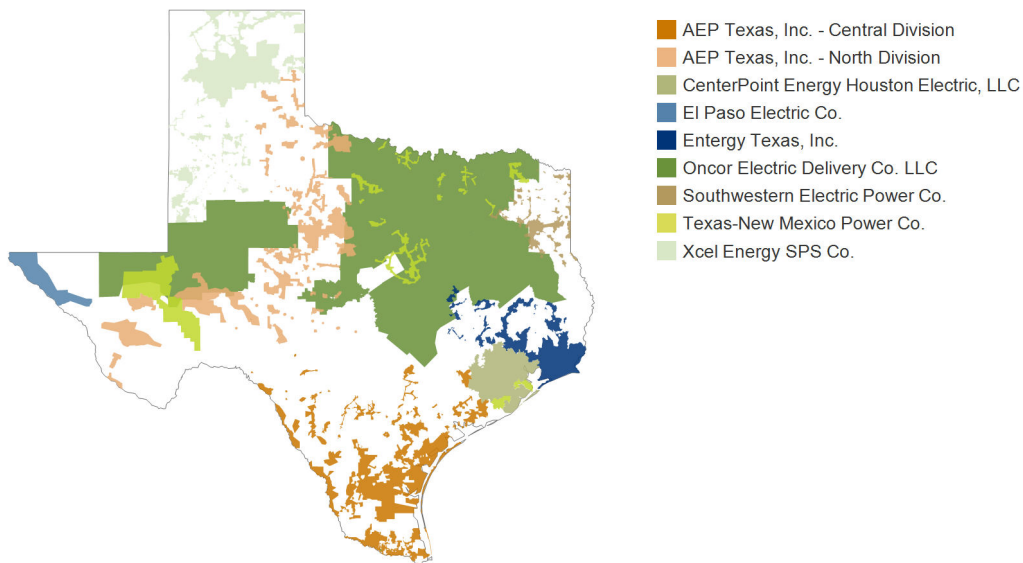 AEP Texas, Inc. - Central Division
AEP Texas, Inc. - North Division
CenterPoint Energy Houston Electric, LLC
El Paso Electric Co.
Entergy Texas, Inc.
Oncor Electric Delivery Co. LLC
Southwestern Electric Power Co.
Texas-New Mexico Power Co.
Xcel Energy SPS Co.